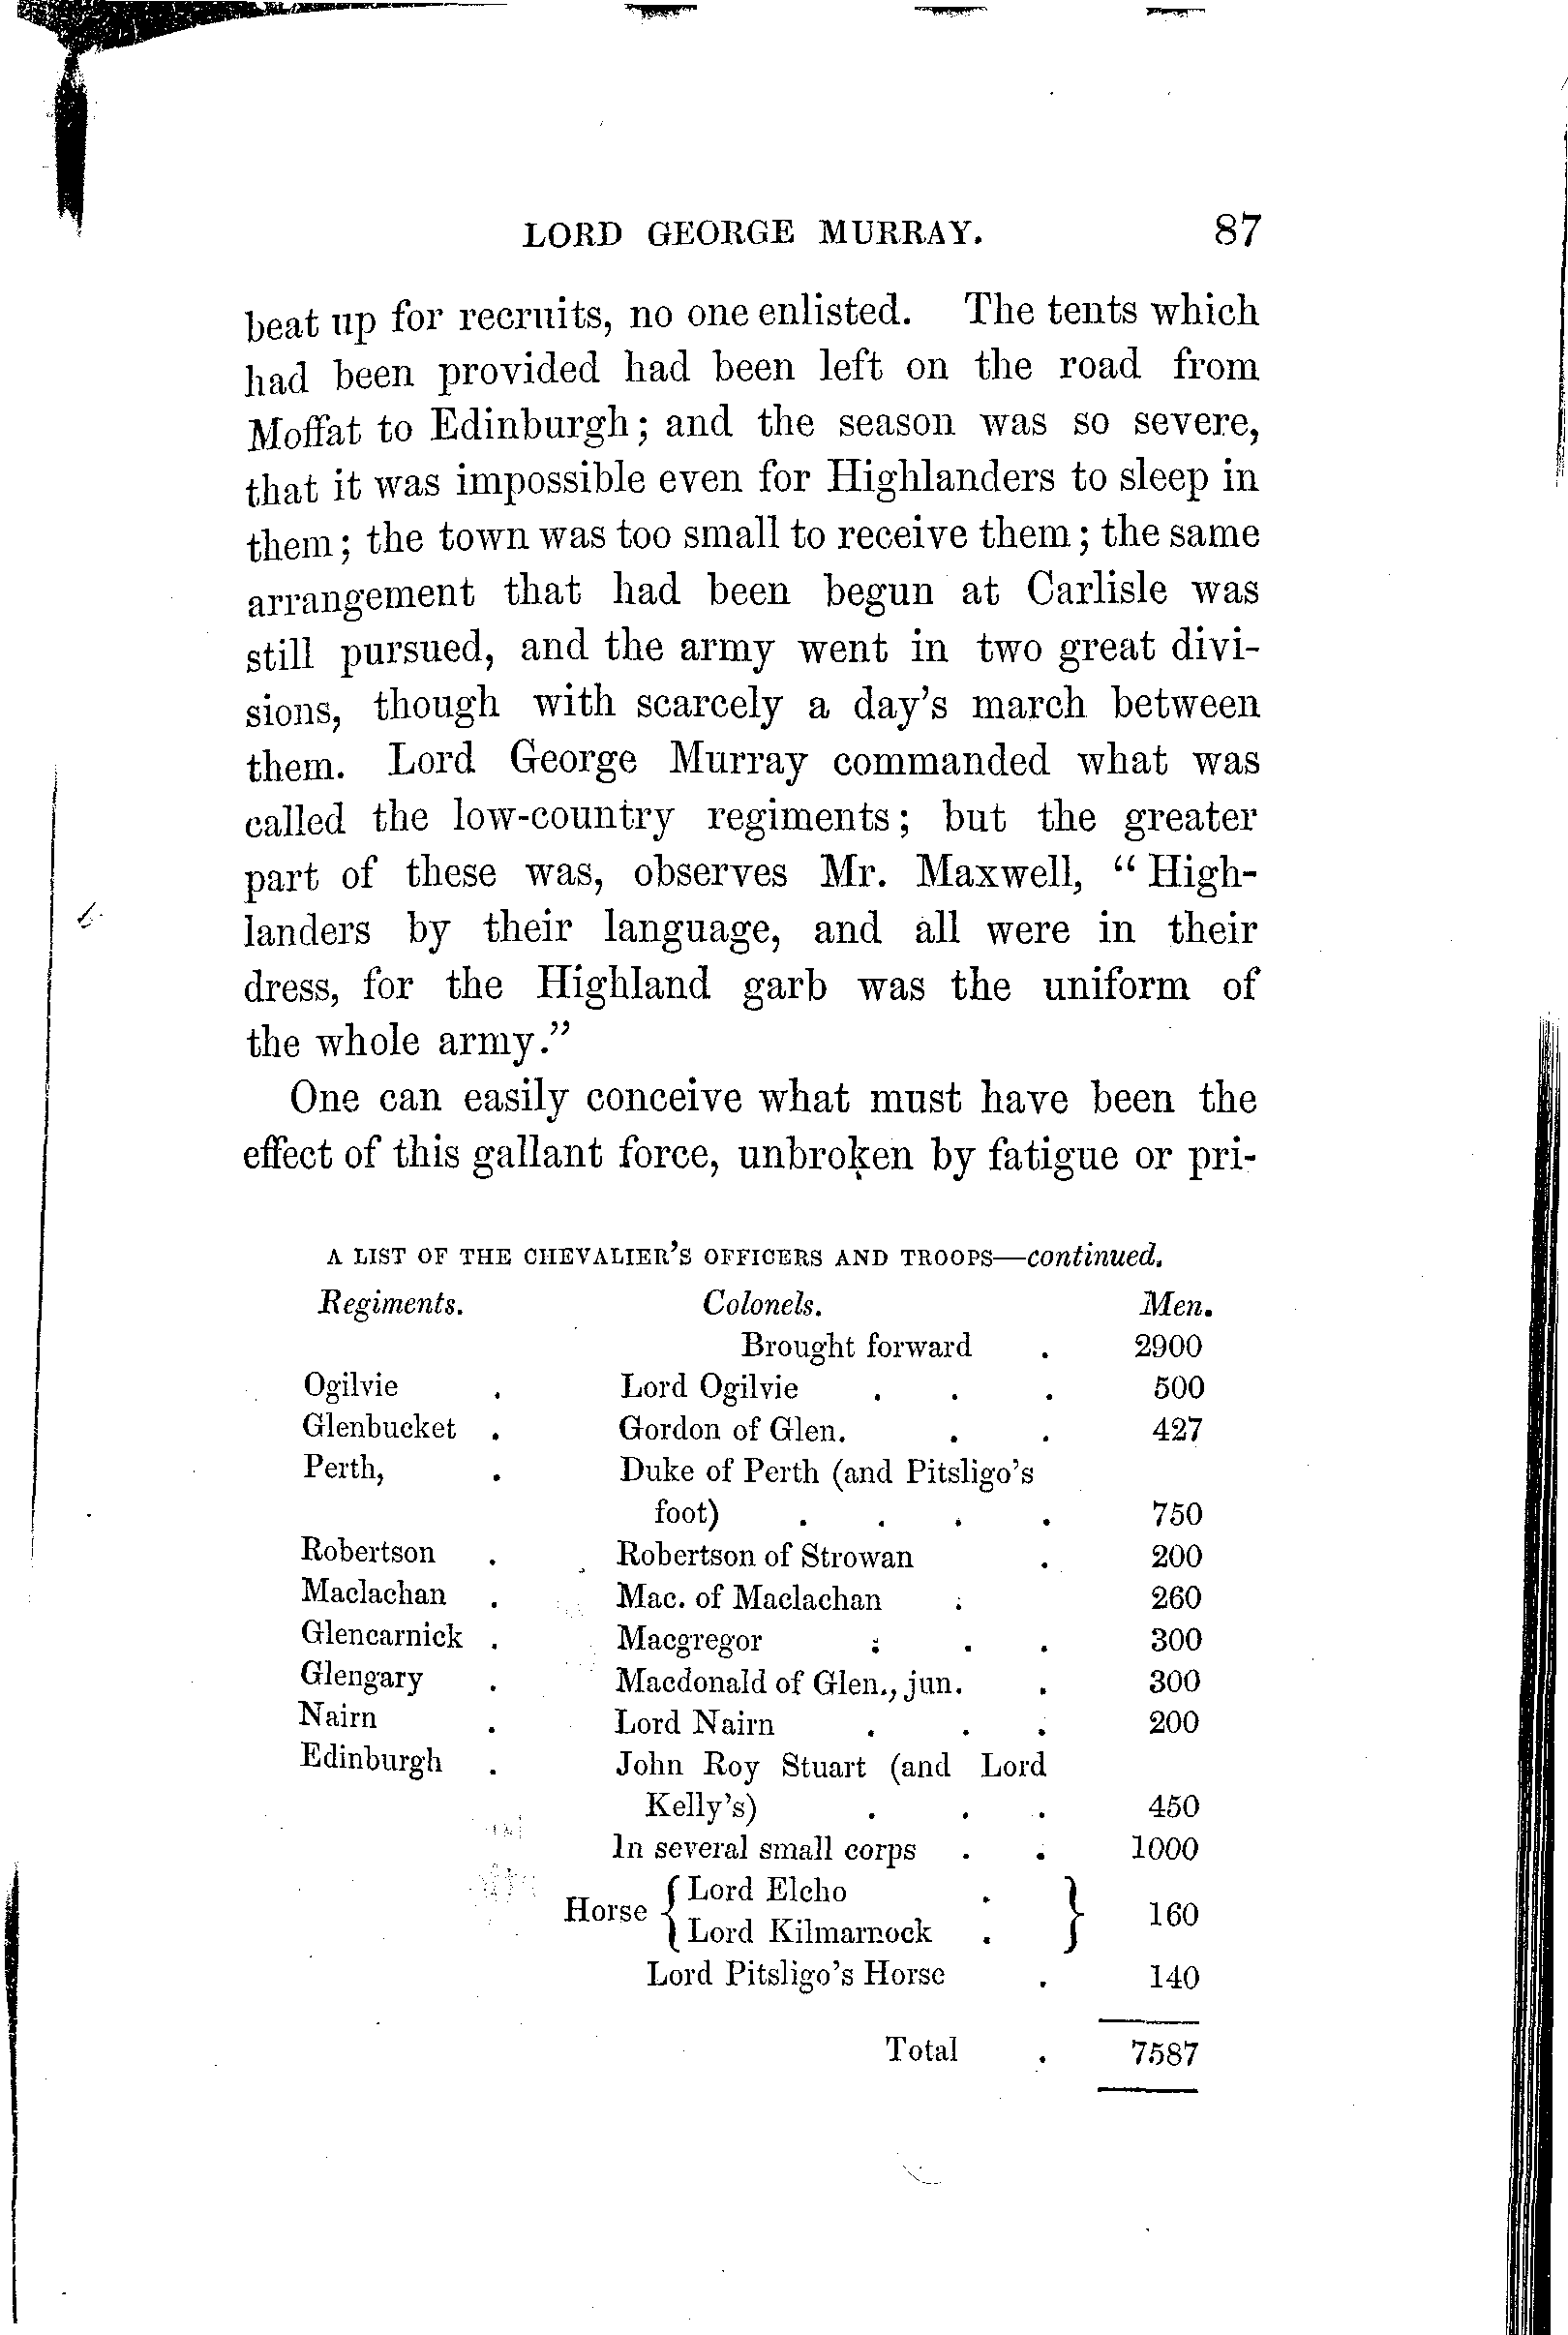 LORD GEORGE MURRAY. 87
beat up for recruits, no one enlisted. The tents which
had been provided had been left on the road from
Moffat to Edinburgh; and the season was so severe,
that it was impossible even for Highlanders to sleep in
them; the town was too small to receive them; the same
arrangement that had been begun at Carlisle was
still pursued, and the army went in two great divi-
sions, though with scarcely a day's march between
them. Lord George Murray commanded what was
called the low-country regiments; but the greater
part of these was, observes Mr. Maxwell, "High-
landers by their language, and all were in their
dress, for the Highland garb was the uniform of
the whole army."
One can easily conceive what must have been the
effect of this gallant force, unbroken by fatigue or pri-
A LIST OF THE CHEVALIER'S OFFICERS AND TROOPS—continued.
Regiments. Colonels. Men.
Brought forward . 2900
Ogilvie . Lord Ogilvie . . . 500
Glenbucket . Gordon of Glen. . . 427
Perth, . Duke of Perth (and Pitsligo's
foot) . . . . 750
Robertson . Robertson of Strowan . 200
Maclachan . Mac. of Maclachan . 260
Glencarnick . Macgregor : . . 300
Glengary . Macdonald of Glen., jun. . 300
Nairn . Lord Nairn . . . 200
Edinburgh . John Roy Stuart (and Lord
Kelly's) . . . 450
In several small corps . . 1000
Horse { Lord Elcho .
Lord Kilmarnock . } 160
Lord Pitsligo's Horse . 140
Total . 7587